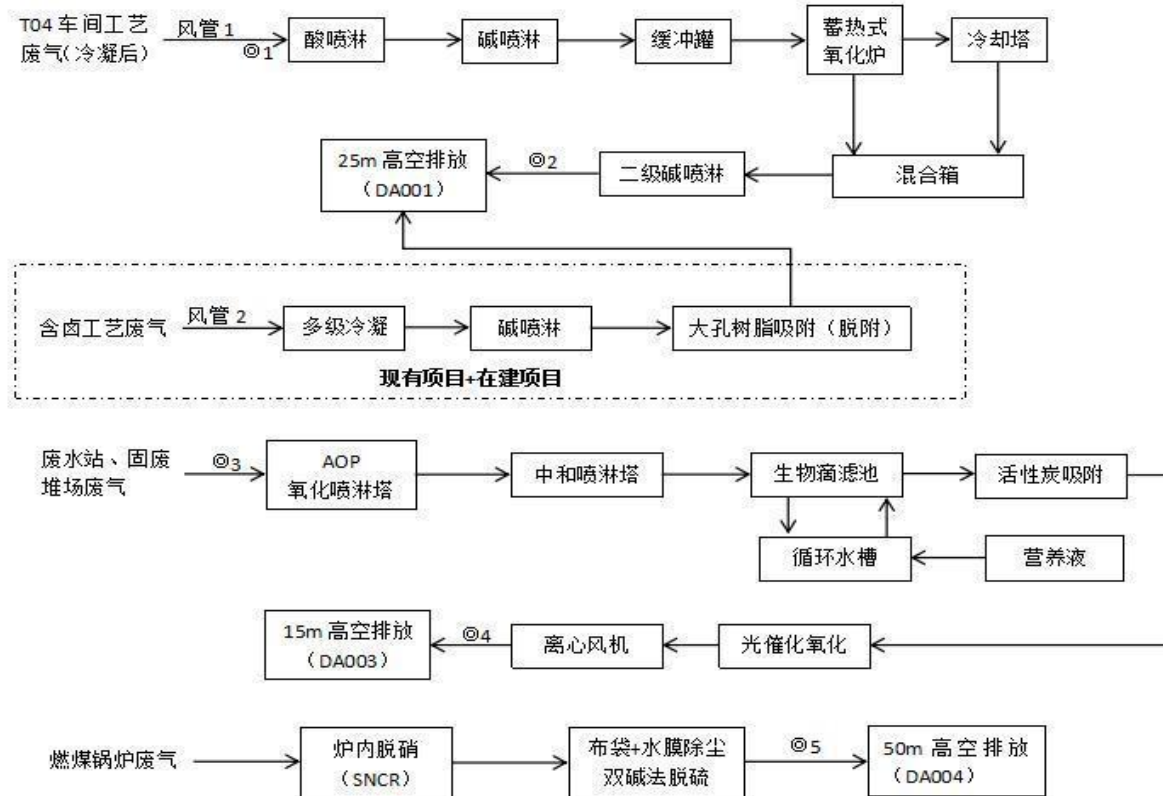 T04 车间工艺
废气(冷凝后)
风管 1
◎1
酸喷淋
碱喷淋
缓冲罐
蓄热式
氧化炉
冷却塔
25m 高空排放
（DA001）
◎2
二级碱喷淋
混合箱
含卤工艺废气
风管 2
多级冷凝
碱喷淋
大孔树脂吸附（脱附）
现有项目+在建项目
废水站、固废
堆场废气
◎3
AOP
氧化喷淋塔
中和喷淋塔
生物滴滤池
活性炭吸附
循环水槽
营养液
15m 高空排放
（DA003）
◎4
离心风机
光催化氧化
燃煤锅炉废气
炉内脱硝
(SNCR)
布袋+水膜除尘
双碱法脱硫
◎5
50m 高空排放
（DA004）